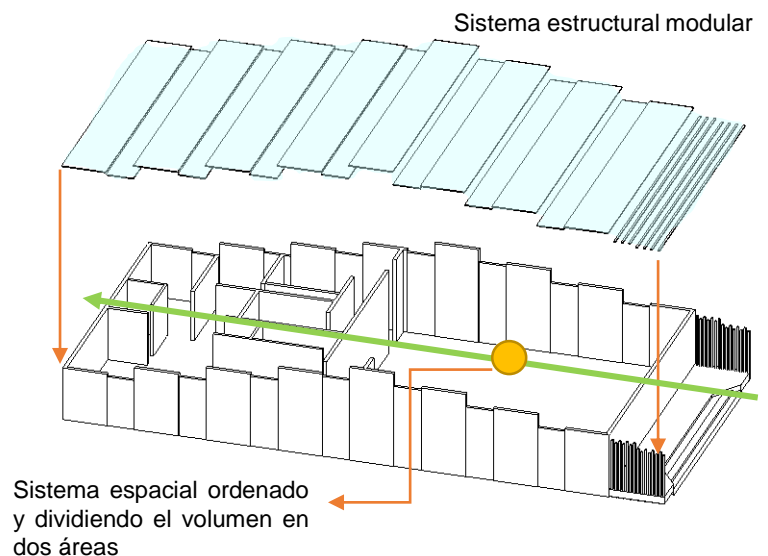 Sistema estructural modular
Sistema espacial ordenado
y dividiendo el volumen en
dos áreas